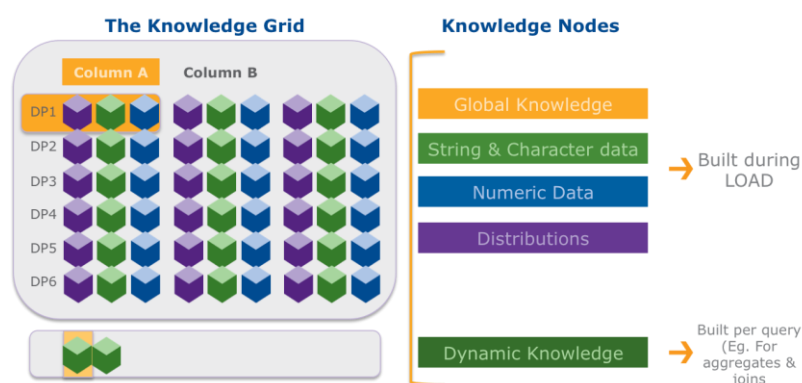 The Knowledge Grid
Knowledge Nodes
Column A
Column B
DP1
DP2
DP3
DP4
DP5
DP6
Global Knowledge
String & Character data
Numeric Data
Distributions
Built during
LOAD
Dynamic Knowledge
Built per query
(Eg. For
aggregates &
joins